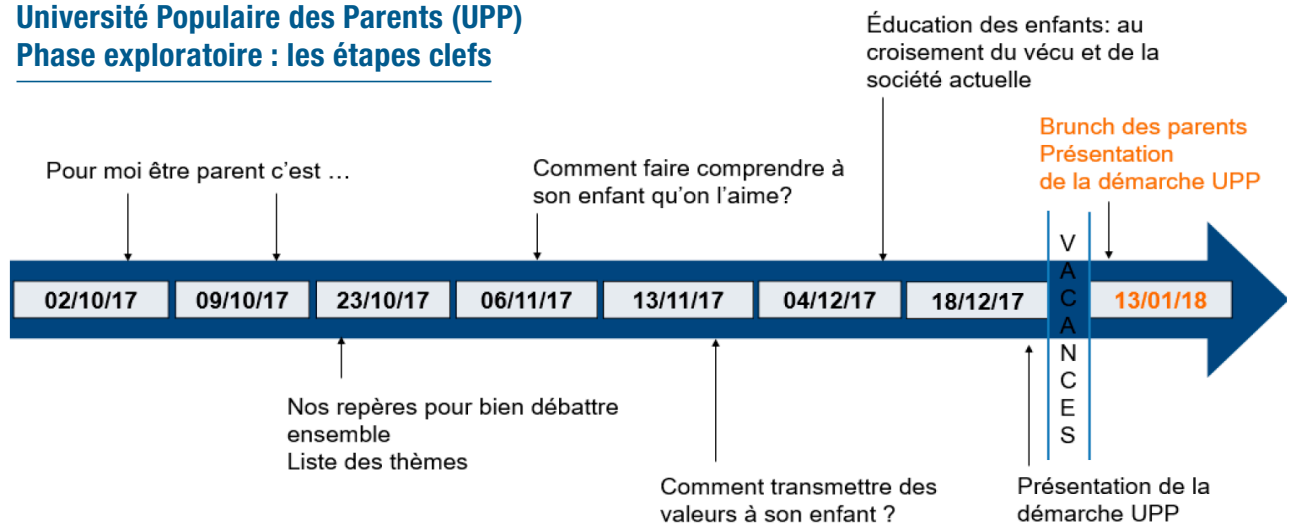 Université Populaire des Parents (UPP)
Phase exploratoire : les étapes clefs
Éducation des enfants: au
croisement du vécu et de la
société actuelle
Brunch des parents
Présentation
de la démarche UPP
Pour moi être parent c’est …
Comment faire comprendre à
son enfant qu’on l’aime?
02/10/17
09/10/17
23/10/17
06/11/17
13/11/17
04/12/17
18/12/17
VACANCES
13/01/18
Nos repères pour bien débattre
ensemble
Liste des thèmes
Comment transmettre des
valeurs à son enfant ?
Présentation de la
démarche UPP